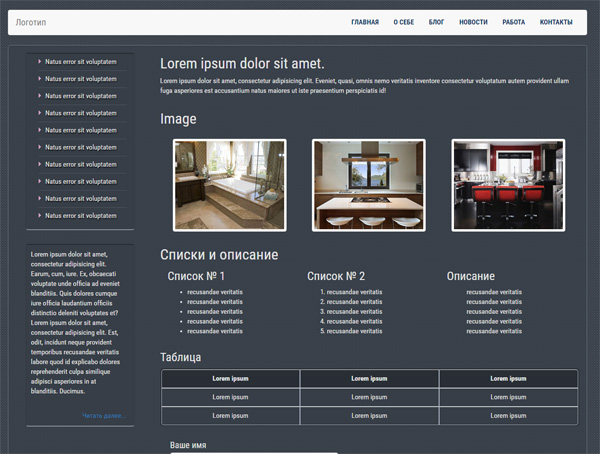 Логотип
ГЛАВНАЯ О СЕБЕ БЛОГ НОВОСТИ РАБОТА КОНТАКТЫ
Natus error sit voluptatem
Natus error sit voluptatem
Natus error sit voluptatem
Natus error sit voluptatem
Natus error sit voluptatem
Natus error sit voluptatem
Natus error sit voluptatem
Natus error sit voluptatem
Natus error sit voluptatem
Natus error sit voluptatem
Lorem ipsum dolor sit amet,
consectetur adipisicing elit.
Earum, cum, iure. Ex, obcaecati
voluptate unde officia ad eveniet
blanditiis. Quis dolores cumque
iure officia laudantium officiis
distinctio deleniti voluptates et?
Lorem ipsum dolor sit amet,
consectetur adipisicing elit. Est,
odit, incidunt neque provident
temporibus recusandae veritatis
labore quod id explicabo dolores
reprehenderit culpa similique
adipisci asperiores in at
blanditiis. Ducimus.
Читать далее...
Lorem ipsum dolor sit amet.
Lorem ipsum dolor sit amet, consectetur adipisicing elit. Eveniet, quasi, omnis nemo veritatis inventore consectetur voluptatum autem provident ullam
fuga asperiores est accusantium natus maiores ut iste praesentium perspiciatis id!
Image
Списки и описание
Список № 1
recusandae veritatis
recusandae veritatis
recusandae veritatis
recusandae veritatis
recusandae veritatis
Список № 2
1. recusandae veritatis
2. recusandae veritatis
3. recusandae veritatis
4. recusandae veritatis
5. recusandae veritatis
Описание
recusandae veritatis
recusandae veritatis
recusandae veritatis
recusandae veritatis
recusandae veritatis
Таблица
Lorem ipsum Lorem ipsum Lorem ipsum
Lorem ipsum Lorem ipsum Lorem ipsum
Lorem ipsum Lorem ipsum Lorem ipsum
Ваше имя